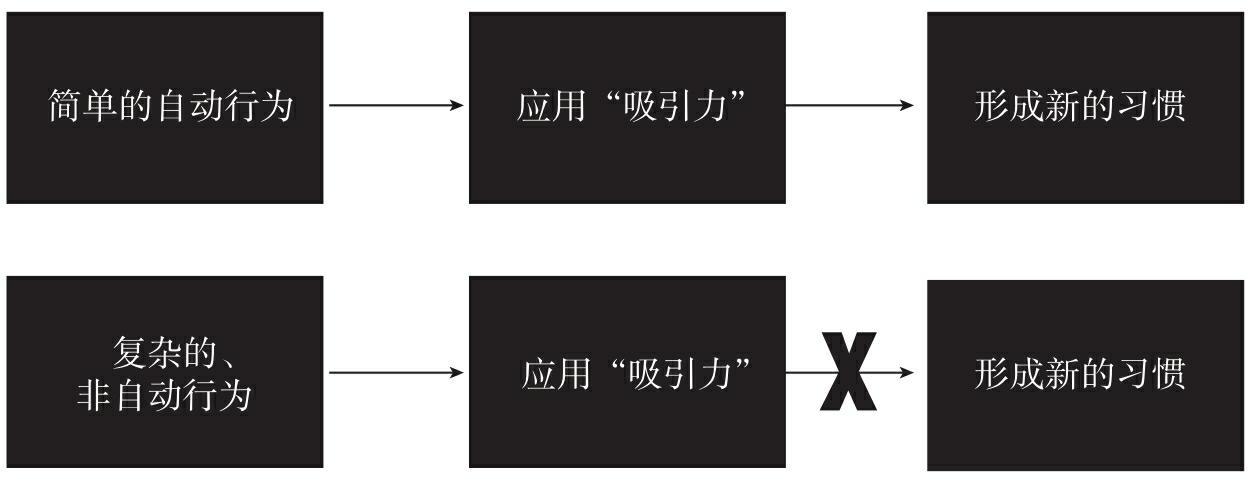 简单的自动行为
应用“吸引力”
形成新的习惯
复杂的、
非自动行为
应用“吸引力”
X
形成新的习惯